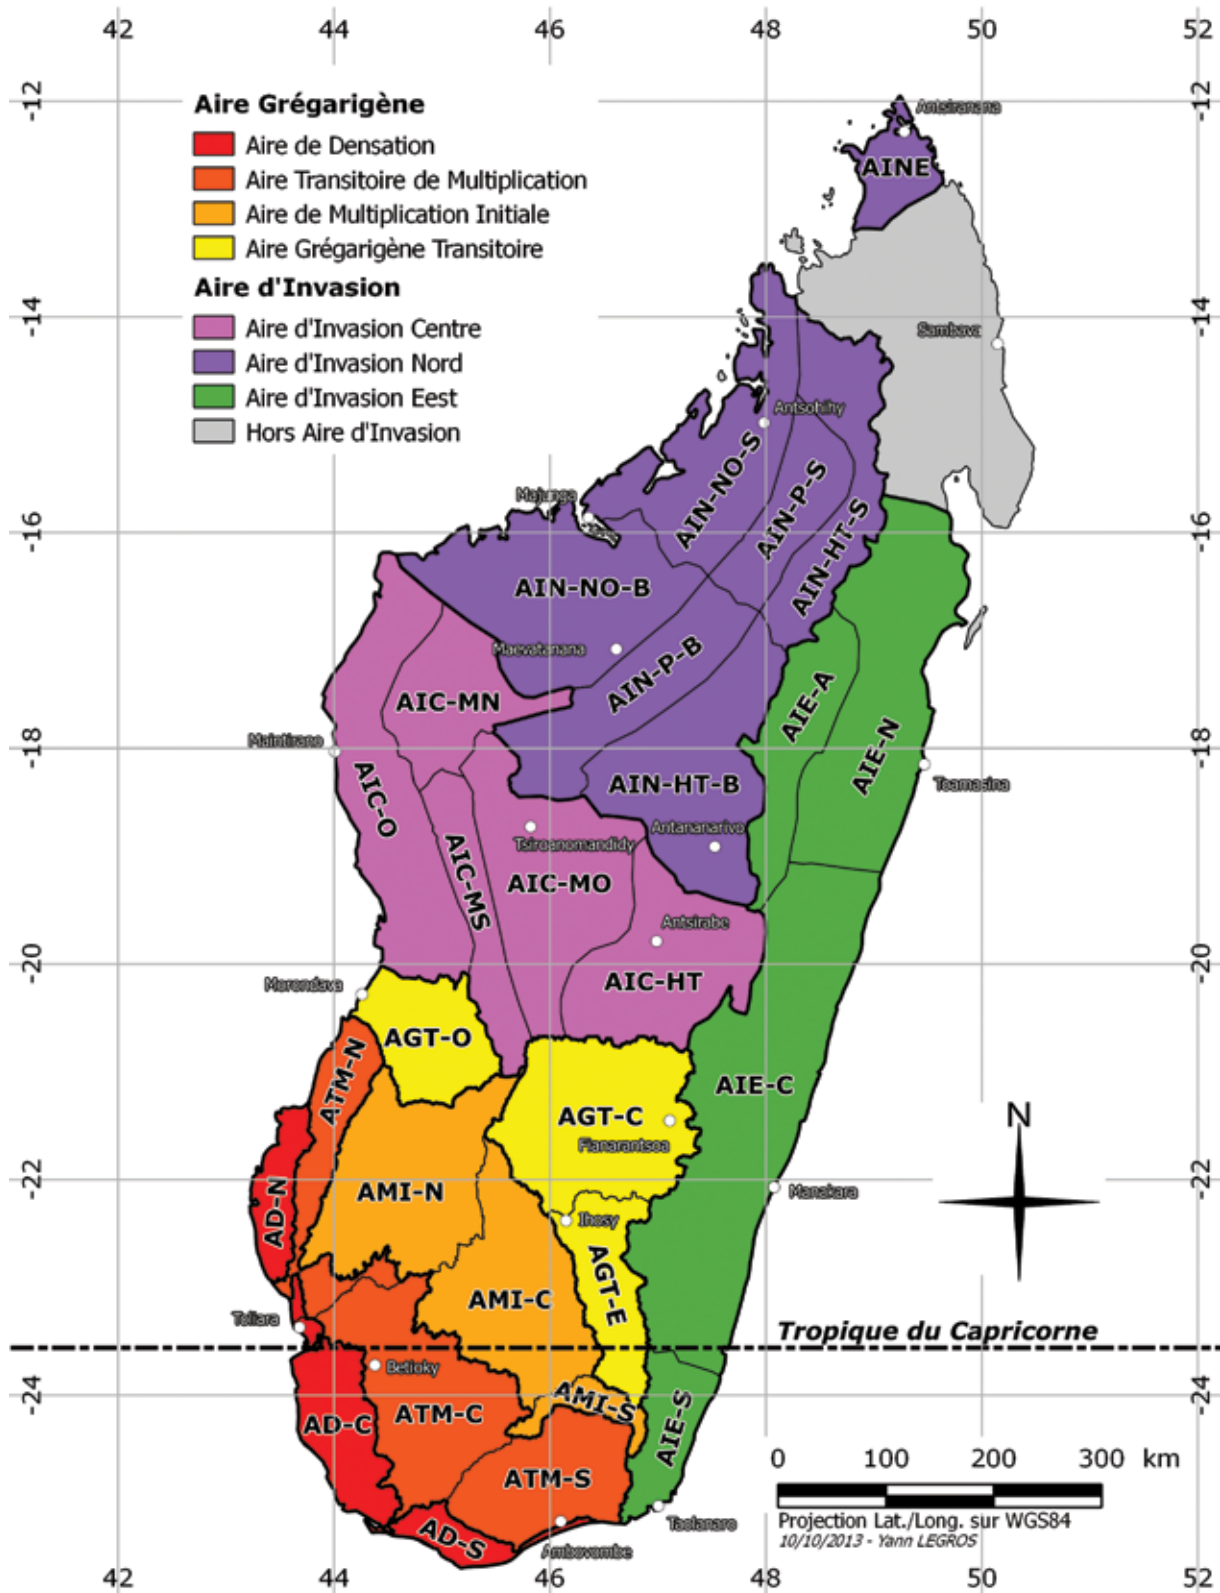 42 44 46 48 50 52
-12
-14
-16
-18
-20
-22
-24
Aire Grégarigène
Aire de Densation
Aire Transitoire de Multiplication
Aire de Multiplication Initiale
Aire Grégarigène Transitoire
Aire d'Invasion
Aire d'Invasion Centre
Aire d'Invasion Nord
Aire d'Invasion Eest
Hors Aire d'Invasion
Antsiranana
AINE
Sambava
Antsohihy
AIN-NO-S
AIN-P-S
AIN-HT-S
Majunga
AIN-NO-B
Maevatanana
AIN-P-B
AIC-MN
AIE-A
AIE-N
Maintirano
AIC-O
AIN-HT-B
Toamasina
Antananarivo
Tsiroanomandidy
AIC-MS
AIC-MO
Antsirabe
AIC-HT
Morondava
AGT-O
ATM-N
AIE-C
AGT-C
Fianarantsoa
AMI-N
AD-N
Manakara
Ihosy
AGT-E
AMI-C
Toliara
Tropique du Capricorne
Betioky
AMI-S
ATM-C
AD-C
AIE-S
ATM-S
AD-S
Ambovombe
Taolanaro
N
0 100 200 300 km
Projection Lat./Long. sur WGS84
10/10/2013 - Yann LEGROS
42 44 46 48 50 52
-12
-14
-16
-18
-20
-22
-24